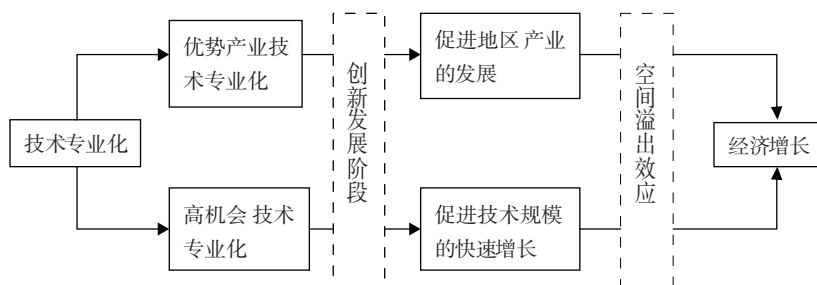 优势产业技
术专业化
促进地区 产业
的发展
创新发展阶段
空间溢出效应
技术专业化
经济增长
高机会 技术
专业化
促进技术规模
的快速增长